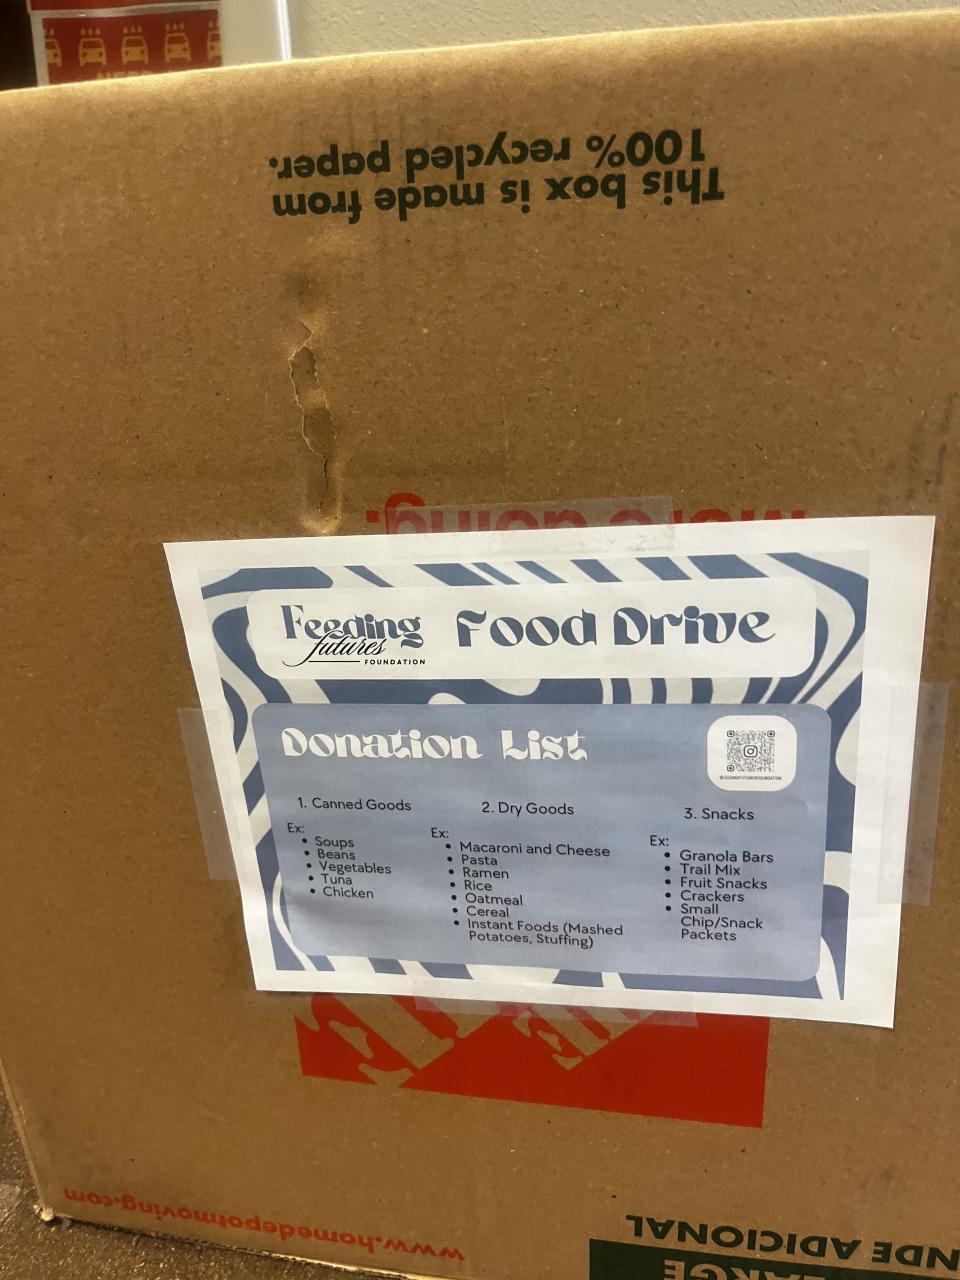 This box is made from
100% recycled paper.
More doing.
Feeding
futures
FOUNDATION
Food Drive
Donation List
1. Canned Goods
Ex:
• Soups
• Beans
• Vegetables
• Tuna
• Chicken
2. Dry Goods
Ex:
• Macaroni and Cheese
• Pasta
• Ramen
• Rice
• Oatmeal
• Cereal
• Instant Foods (Mashed
Potatoes, Stuffing)
3. Snacks
Ex:
• Granola Bars
• Trail Mix
• Fruit Snacks
• Crackers
• Small
Chip/Snack
Packets
www.homedepotmoving.com
NDE ADICIONAL